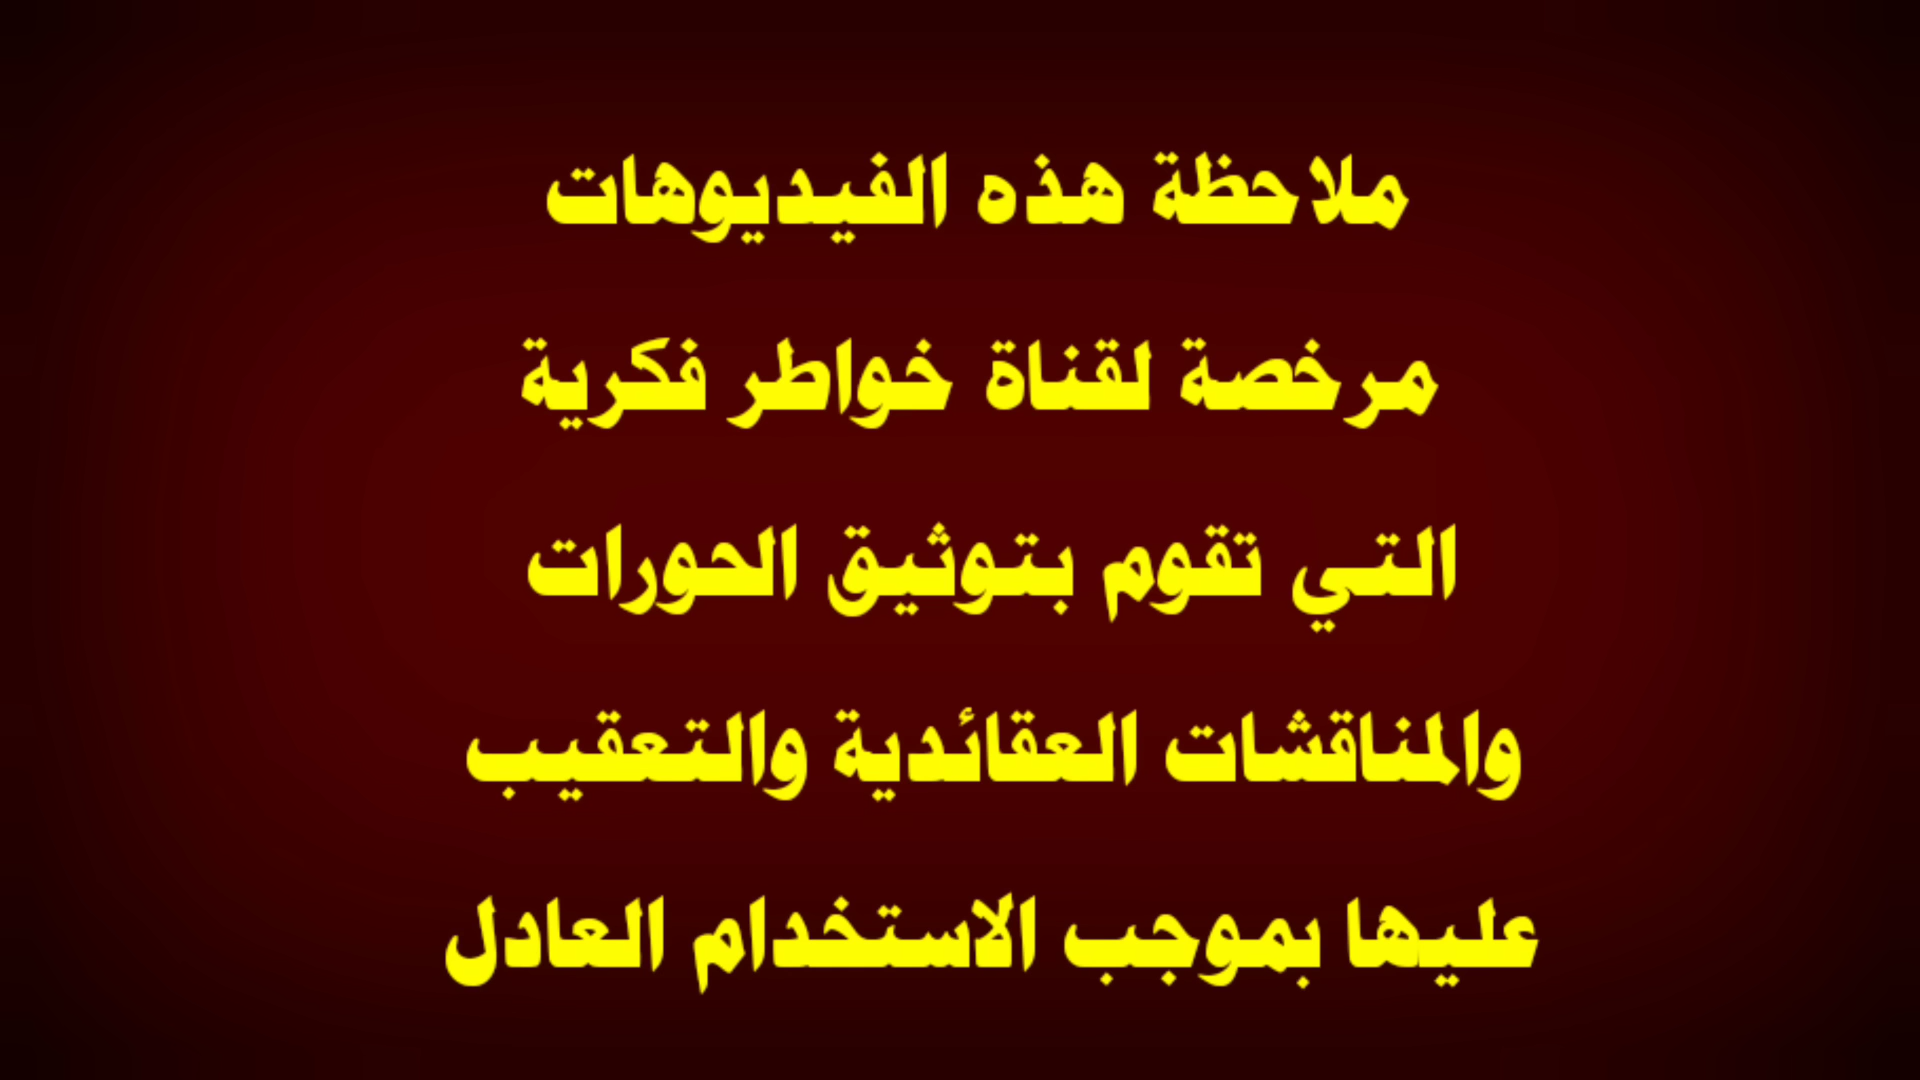 ملاحظة هذه الفيديوهات
مرخصة لقناة خواطر فكرية
التي تقوم بتوثيق الحورات
والمناقشات العقائدية والتعقيب
عليها بموجب الاستخدام العادل